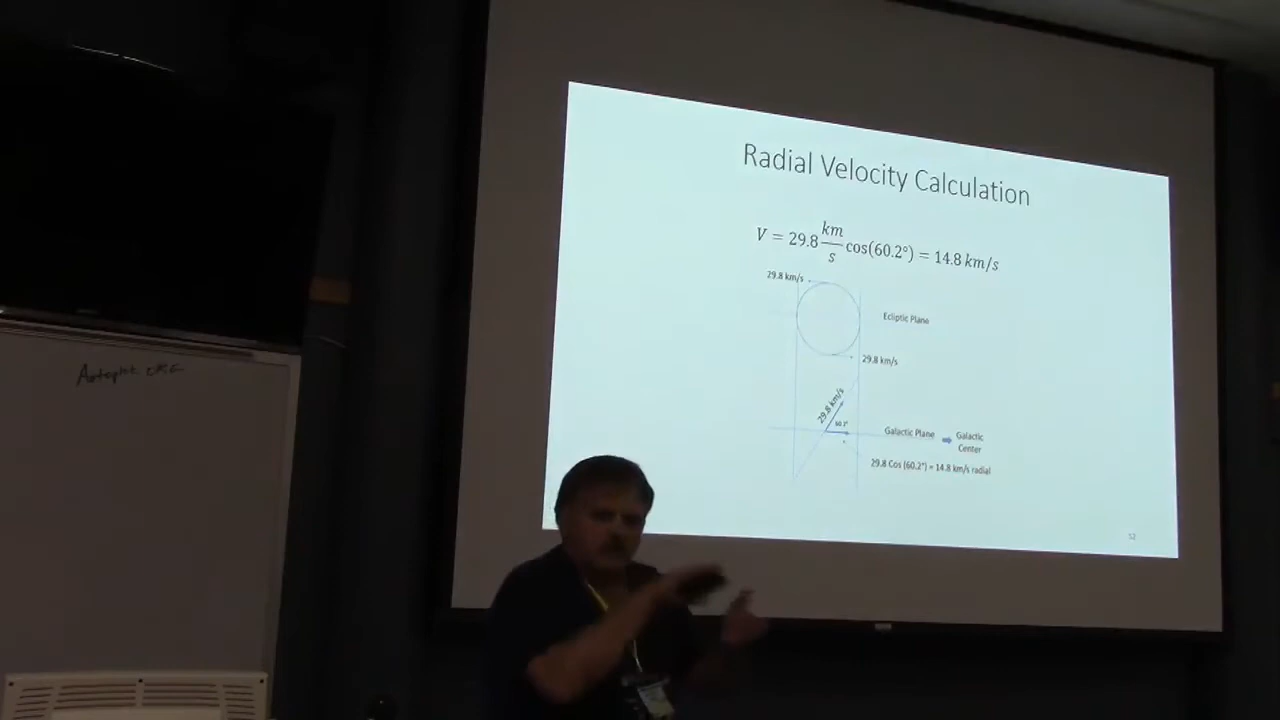 Radial Velocity Calculation
V = 29.8 km/s cos(60.2°) = 14.8 km/s
29.8 km/s
Ecliptic Plane
29.8 km/s
29.8 km/s
Galactic Plane
Galactic
Center
29.8 Cos (60.2°) = 14.8 km/s radial